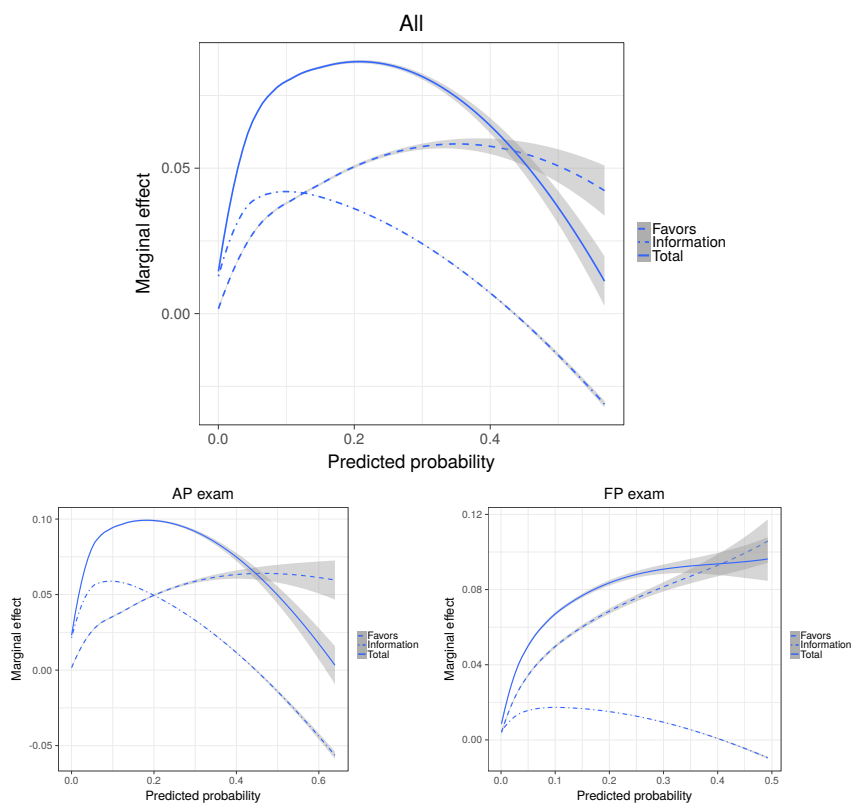 All
Marginal effect
0.05
0.00
0.0 0.2 0.4
Predicted probability
Favors
Information
Total
AP exam
Marginal effect
0.10
0.05
0.00
-0.05
0.0 0.2 0.4 0.6
Predicted probability
Favors
Information
Total
FP exam
Marginal effect
0.12
0.08
0.04
0.00
0.0 0.1 0.2 0.3 0.4 0.5
Predicted probability
Favors
Information
Total